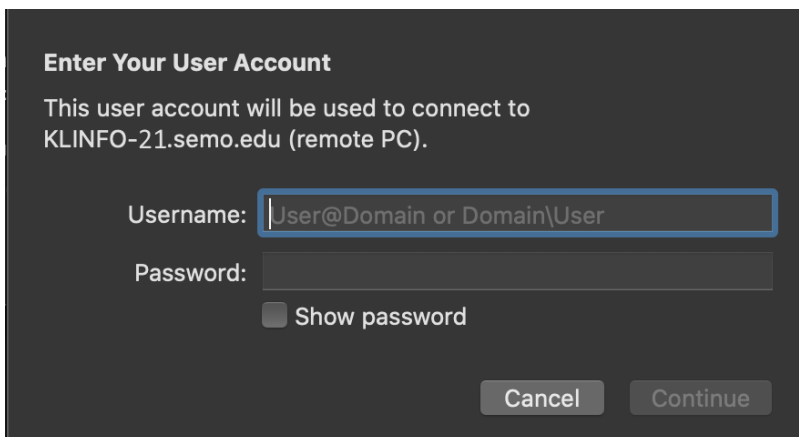 Enter Your User Account
This user account will be used to connect to
KLINFO-21.semo.edu (remote PC).
Username: User@Domain or Domain\User
Password:
Show password
Cancel Continue